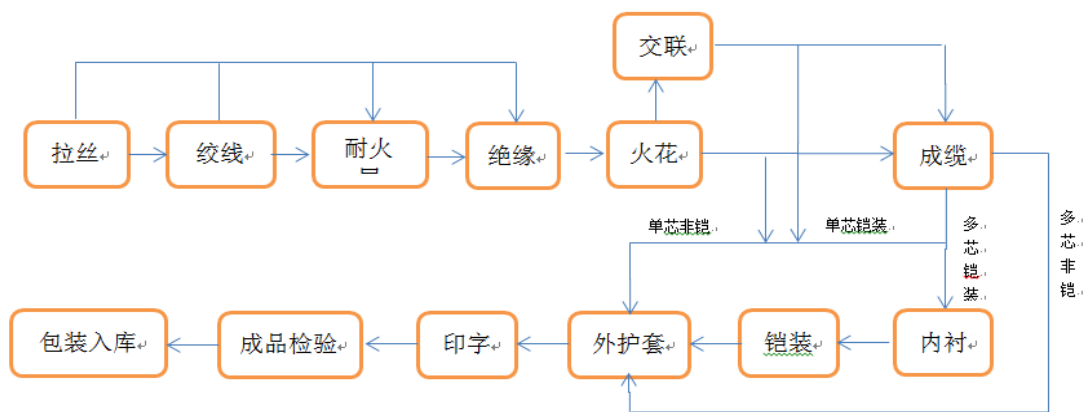 交联
拉丝
绞线
耐火
绝缘
火花
成缆
单芯非铠
单芯铠装
多
芯
铠
装
多
芯
非
铠
包装入库
成品检验
印字
外护套
铠装
内衬